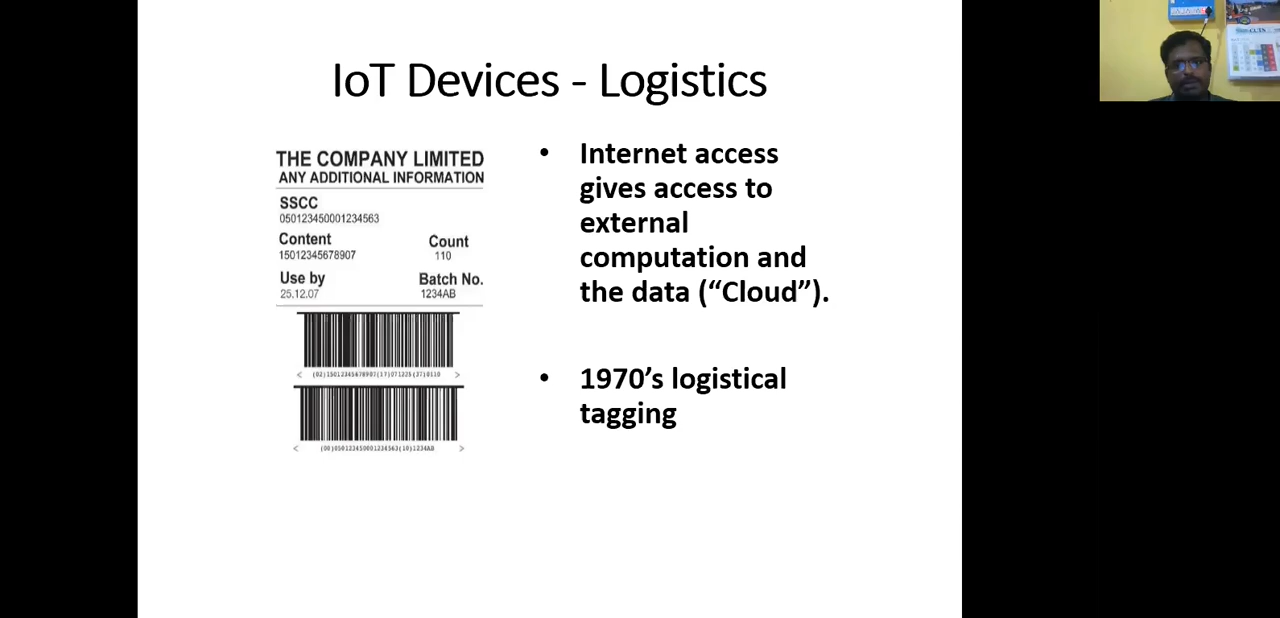 IoT Devices - Logistics
THE COMPANY LIMITED
ANY ADDITIONAL INFORMATION
SSCC
050123450001234563
Content Count
15012345678907 110
Use by Batch No.
25.12.07 1234AB
< (02)15012345678907(17)071225(37)0110 >
< (00)050123450001234563(10)1234AB >
• Internet access
gives access to
external
computation and
the data (“Cloud”).
• 1970’s logistical
tagging